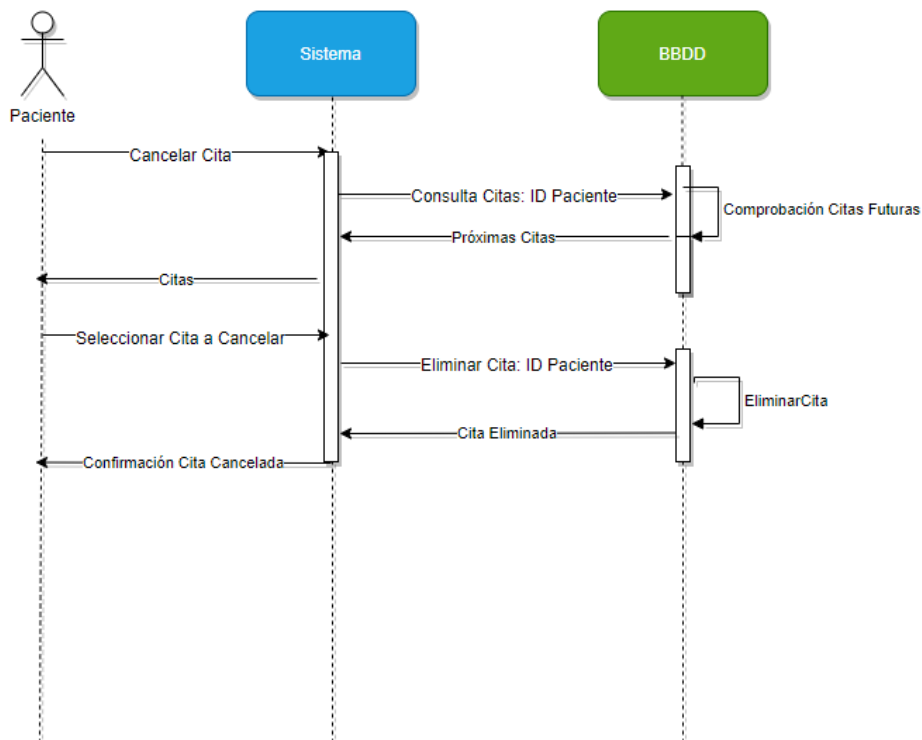 Sistema
BBDD
Paciente
Cancelar Cita
Consulta Citas: ID Paciente
Comprobación Citas Futuras
Próximas Citas
Citas
Seleccionar Cita a Cancelar
Eliminar Cita: ID Paciente
EliminarCita
Cita Eliminada
Confirmación Cita Cancelada